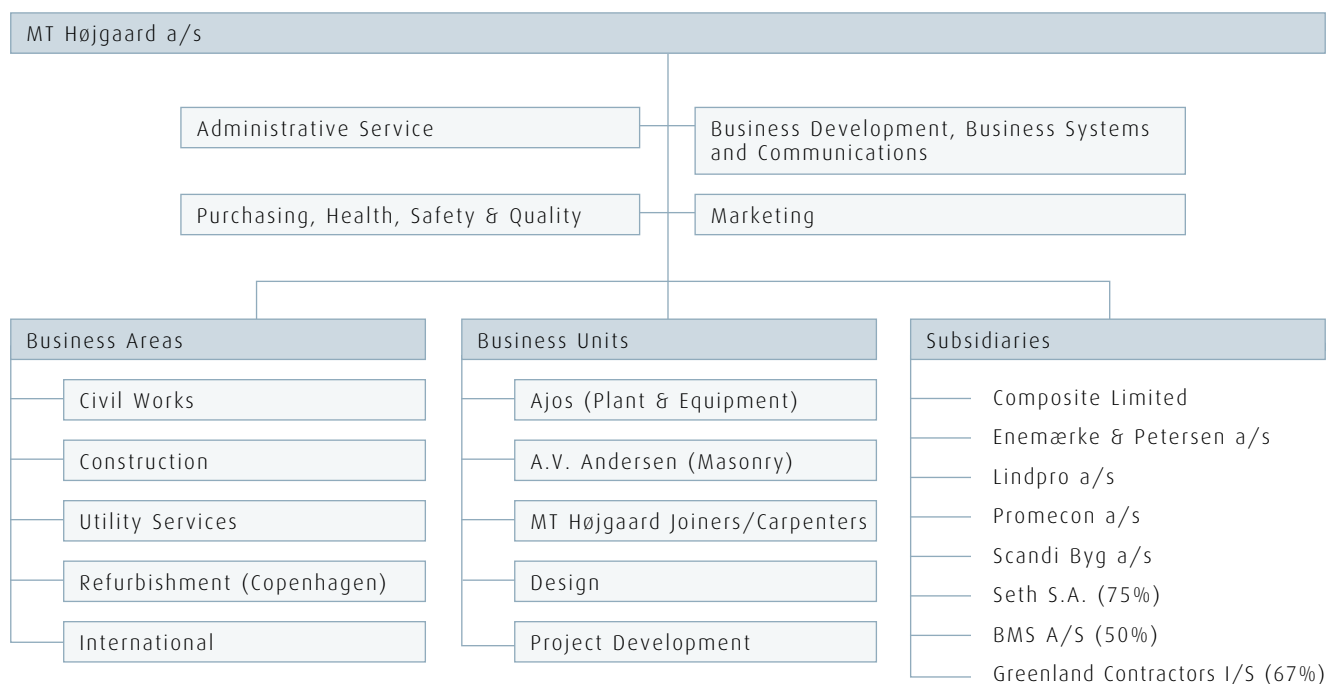 MT Højgaard a/s
Administrative Service
Business Development, Business Systems
and Communications
Purchasing, Health, Safety & Quality
Marketing
Business Areas
Civil Works
Construction
Utility Services
Refurbishment (Copenhagen)
International
Business Units
Ajos (Plant & Equipment)
A.V. Andersen (Masonry)
MT Højgaard Joiners/Carpenters
Design
Project Development
Subsidiaries
Composite Limited
Enemærke & Petersen a/s
Lindpro a/s
Promecon a/s
Scandi Byg a/s
Seth S.A. (75%)
BMS A/S (50%)
Greenland Contractors I/S (67%)